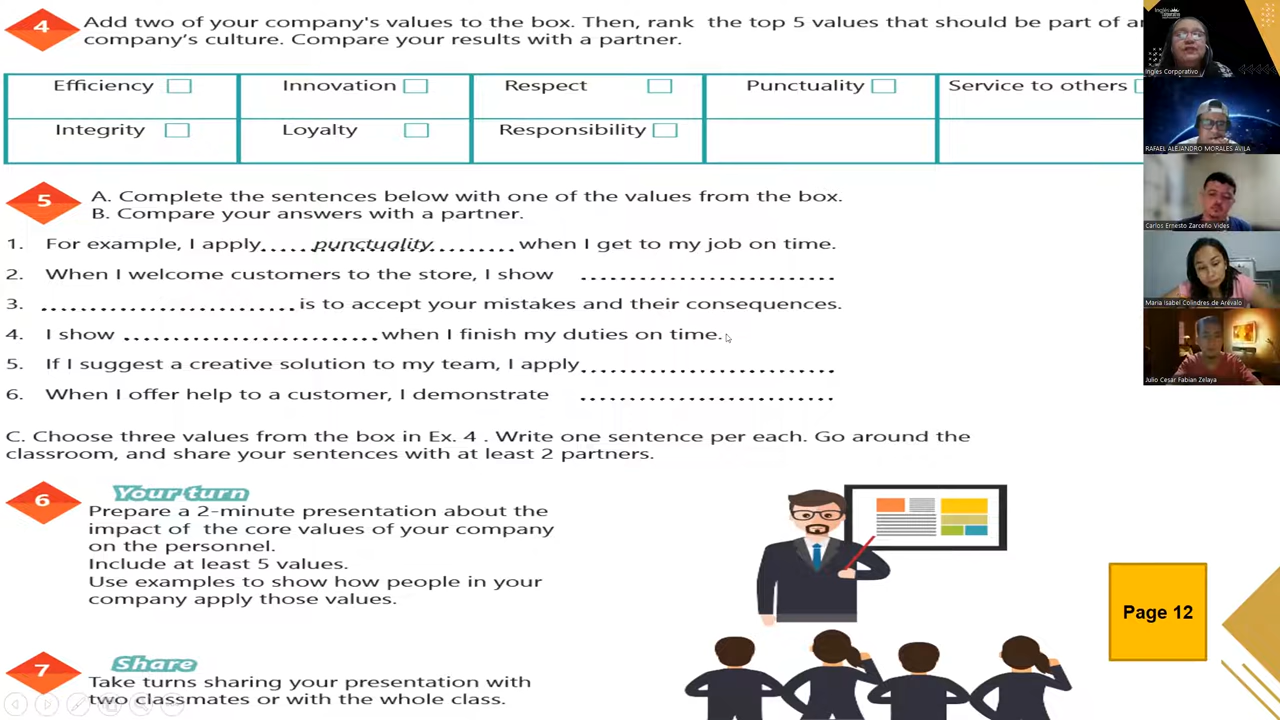 4 Add two of your company's values to the box. Then, rank the top 5 values that should be part of a
company's culture. Compare your results with a partner.
Efficiency Innovation Respect Punctuality Service to others
Integrity Loyalty Responsibility
5 A. Complete the sentences below with one of the values from the box.
B. Compare your answers with a partner.
1. For example, I apply.....punctuality.........when I get to my job on time.
2. When I welcome customers to the store, I show ............................
3. ............................ is to accept your mistakes and their consequences.
4. I show ............................ when I finish my duties on time.
5. If I suggest a creative solution to my team, I apply............................
6. When I offer help to a customer, I demonstrate ............................
C. Choose three values from the box in Ex. 4 . Write one sentence per each. Go around the
classroom, and share your sentences with at least 2 partners.
6 Your turn
Prepare a 2-minute presentation about the
impact of the core values of your company
on the personnel.
Include at least 5 values.
Use examples to show how people in your
company apply those values.
Page 12
7 Share
Take turns sharing your presentation with
two classmates or with the whole class.
Inglés Corporativo
Inglés Corporativo
RAFAEL ALEJANDRO MORALES AVILA
Carlos Ernesto Zarceño Vides
Maria Isabel Colindres de Arévalo
Julio Cesar Fabian Zelaya